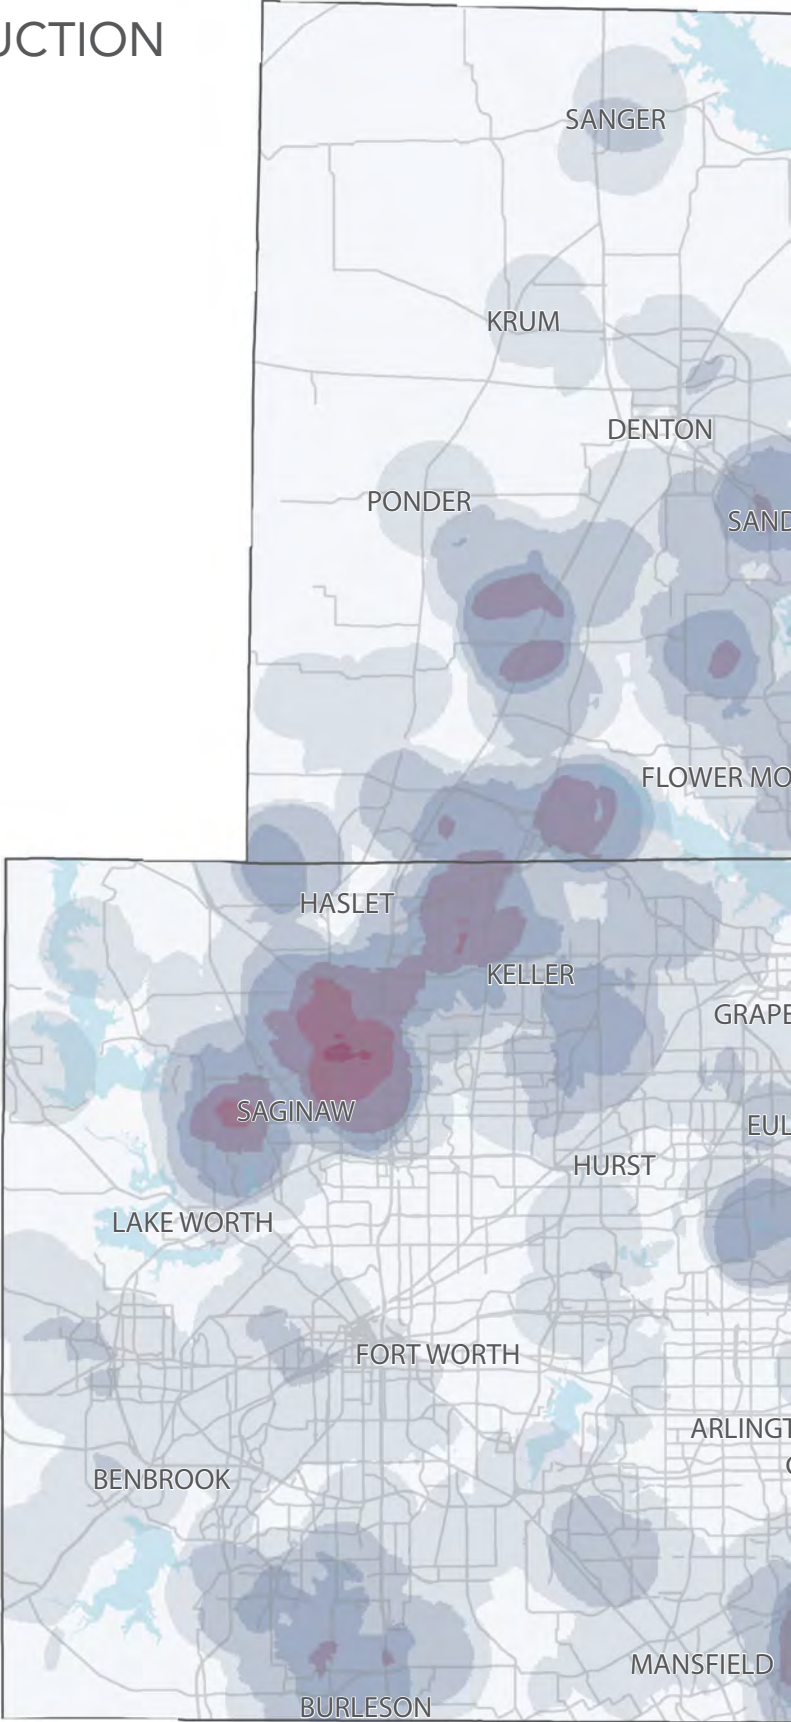 UCTION
SANGER
KRUM
DENTON
PONDER
SAND
FLOWER MO
HASLET
KELLER
GRAPE
SAGINAW
EUL
HURST
LAKE WORTH
FORT WORTH
ARLINGT
BENBROOK
MANSFIELD
BURLESON